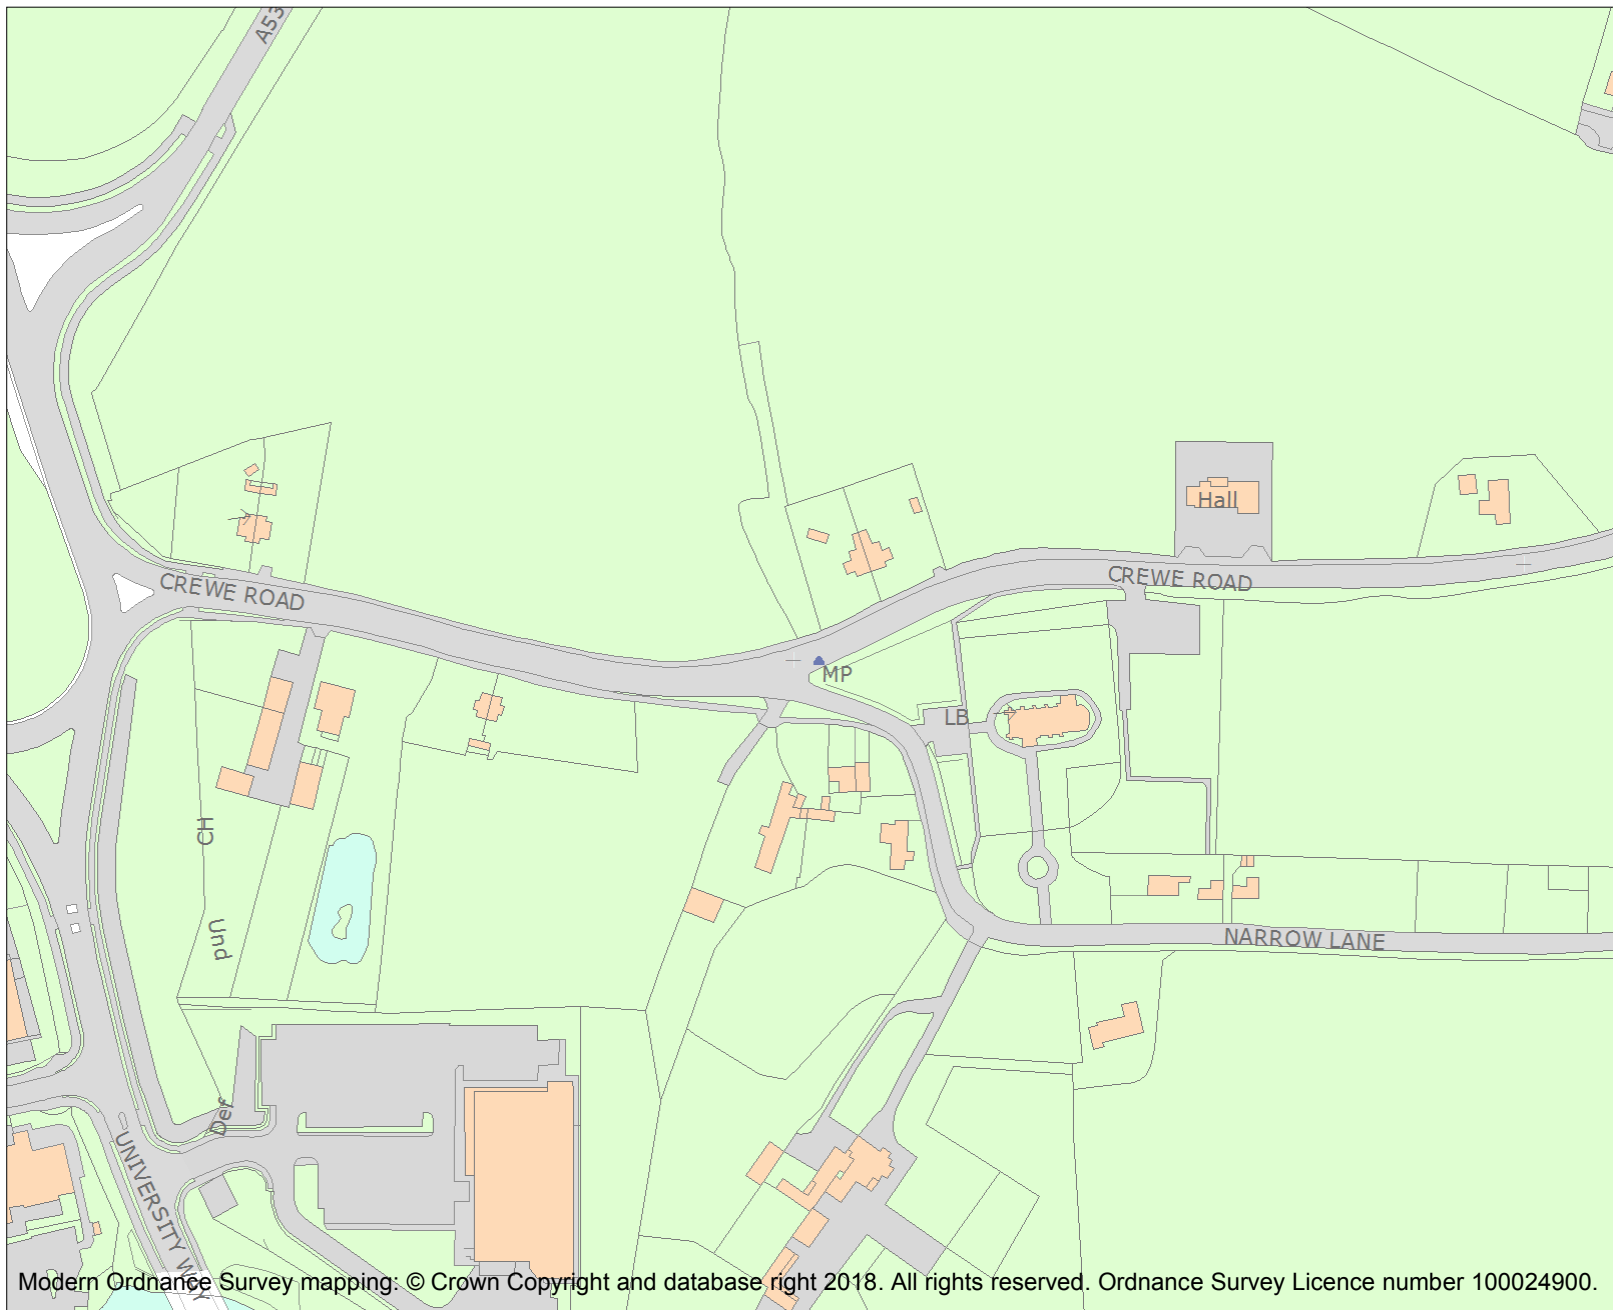 A53
Hall
CREWE ROAD
CREWE ROAD
MP
LB
CH
Und
NARROW LANE
Def
UNIVERSITY WAY
Modern Ordnance Survey mapping: © Crown Copyright and database right 2018. All rights reserved. Ordnance Survey Licence number 100024900.